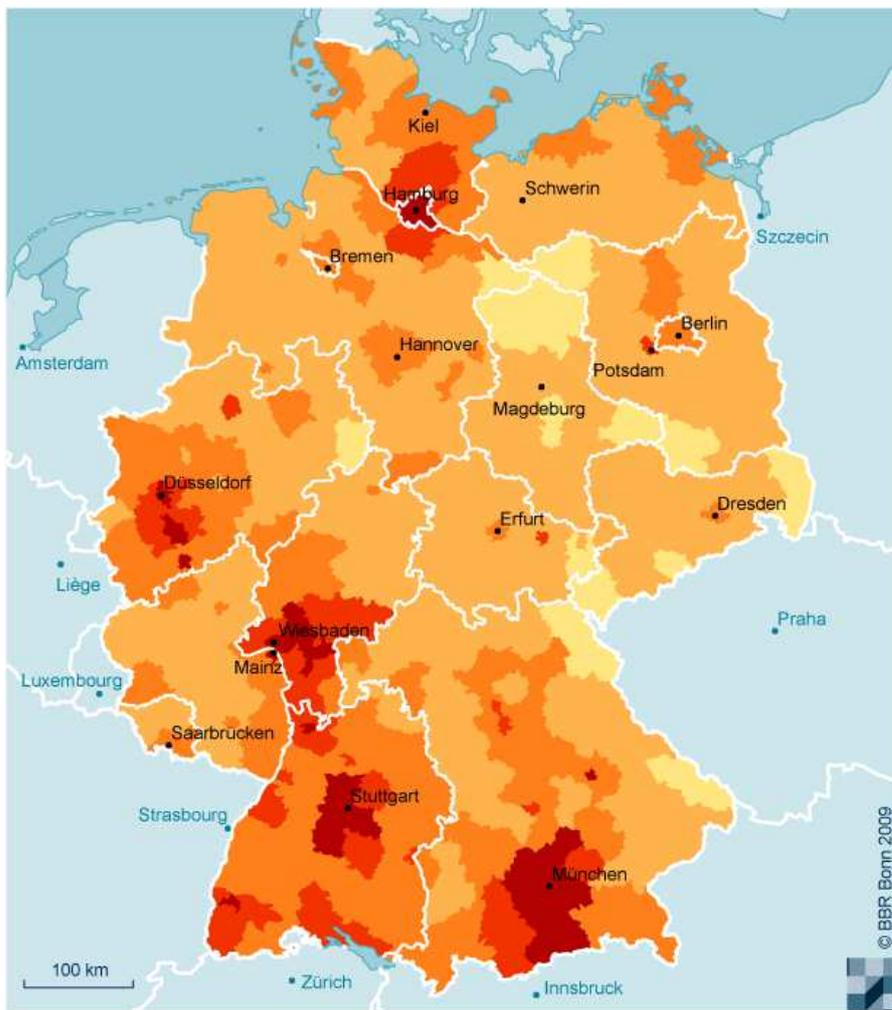 Kiel
Hamburg
Schwerin
Szczecin
Bremen
Berlin
Hannover
Amsterdam
Potsdam
Magdeburg
Düsseldorf
Dresden
Erfurt
Liège
Praha
Wiesbaden
Mainz
Luxembourg
Saarbrücken
Stuttgart
Strasbourg
München
© BBR Bonn 2009
100 km
Zürich
Innsbruck